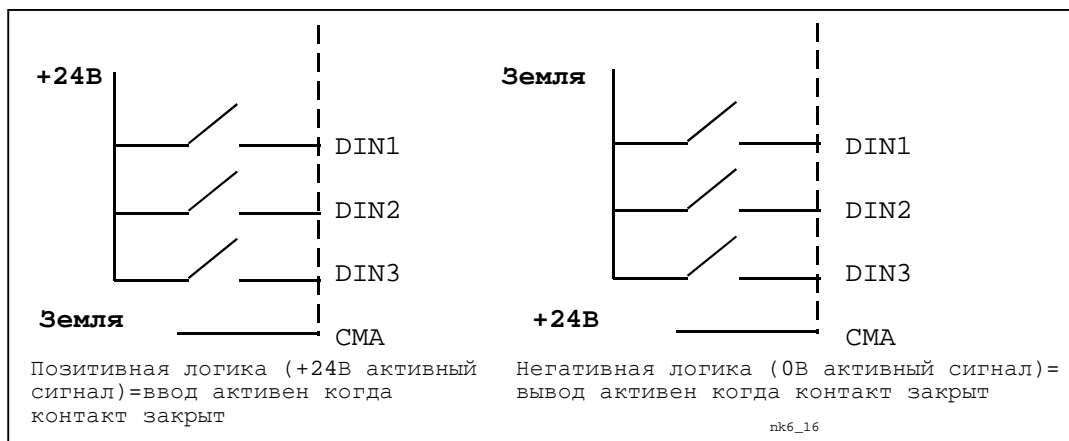 +24В
DIN1
DIN2
DIN3
Земля
CMA
Позитивная логика (+24В активный
сигнал)=ввод активен когда
контакт закрыт
Земля
DIN1
DIN2
DIN3
+24В
CMA
Негативная логика (0В активный сигнал)=
вывод активен когда контакт закрыт
nk6_16